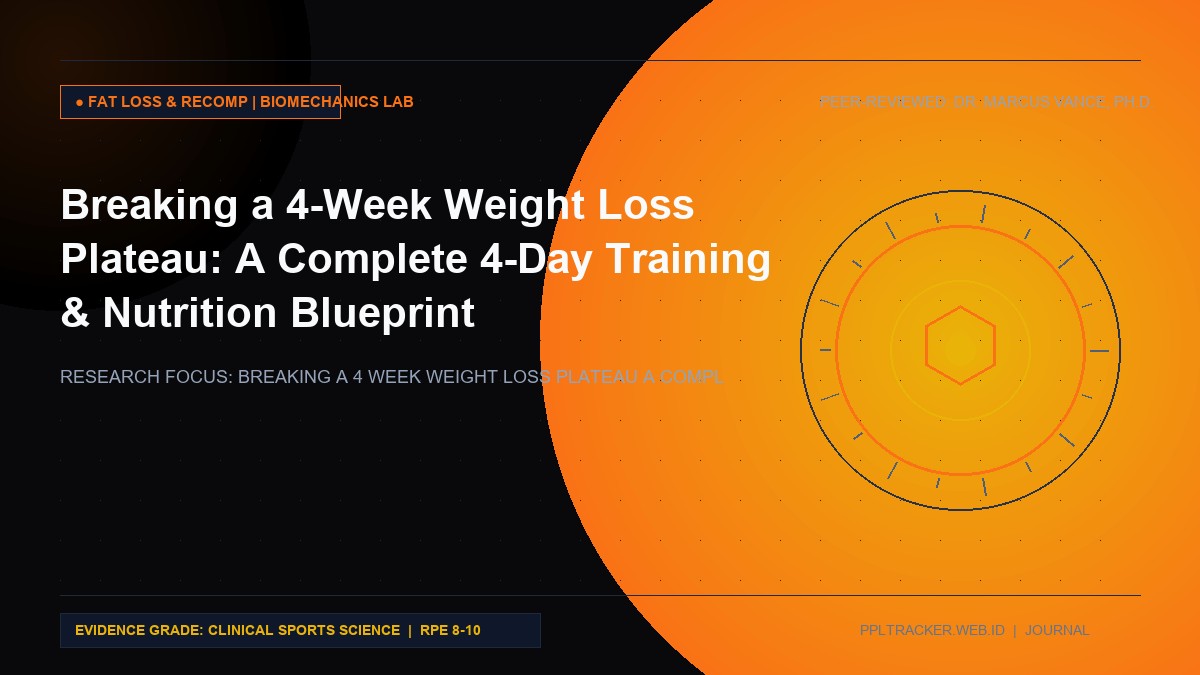 ● FAT LOSS & RECOMP | BIOMECHANICS LAB
PEER-REVIEWED: DR. MARCUS VANCE, PH.D
Breaking a 4-Week Weight Loss
Plateau: A Complete 4-Day Training
& Nutrition Blueprint
RESEARCH FOCUS: BREAKING A 4 WEEK WEIGHT LOSS PLATEAU A COMPL
EVIDENCE GRADE: CLINICAL SPORTS SCIENCE | RPE 8-10
PPLTRACKER.WEB.ID | JOURNAL